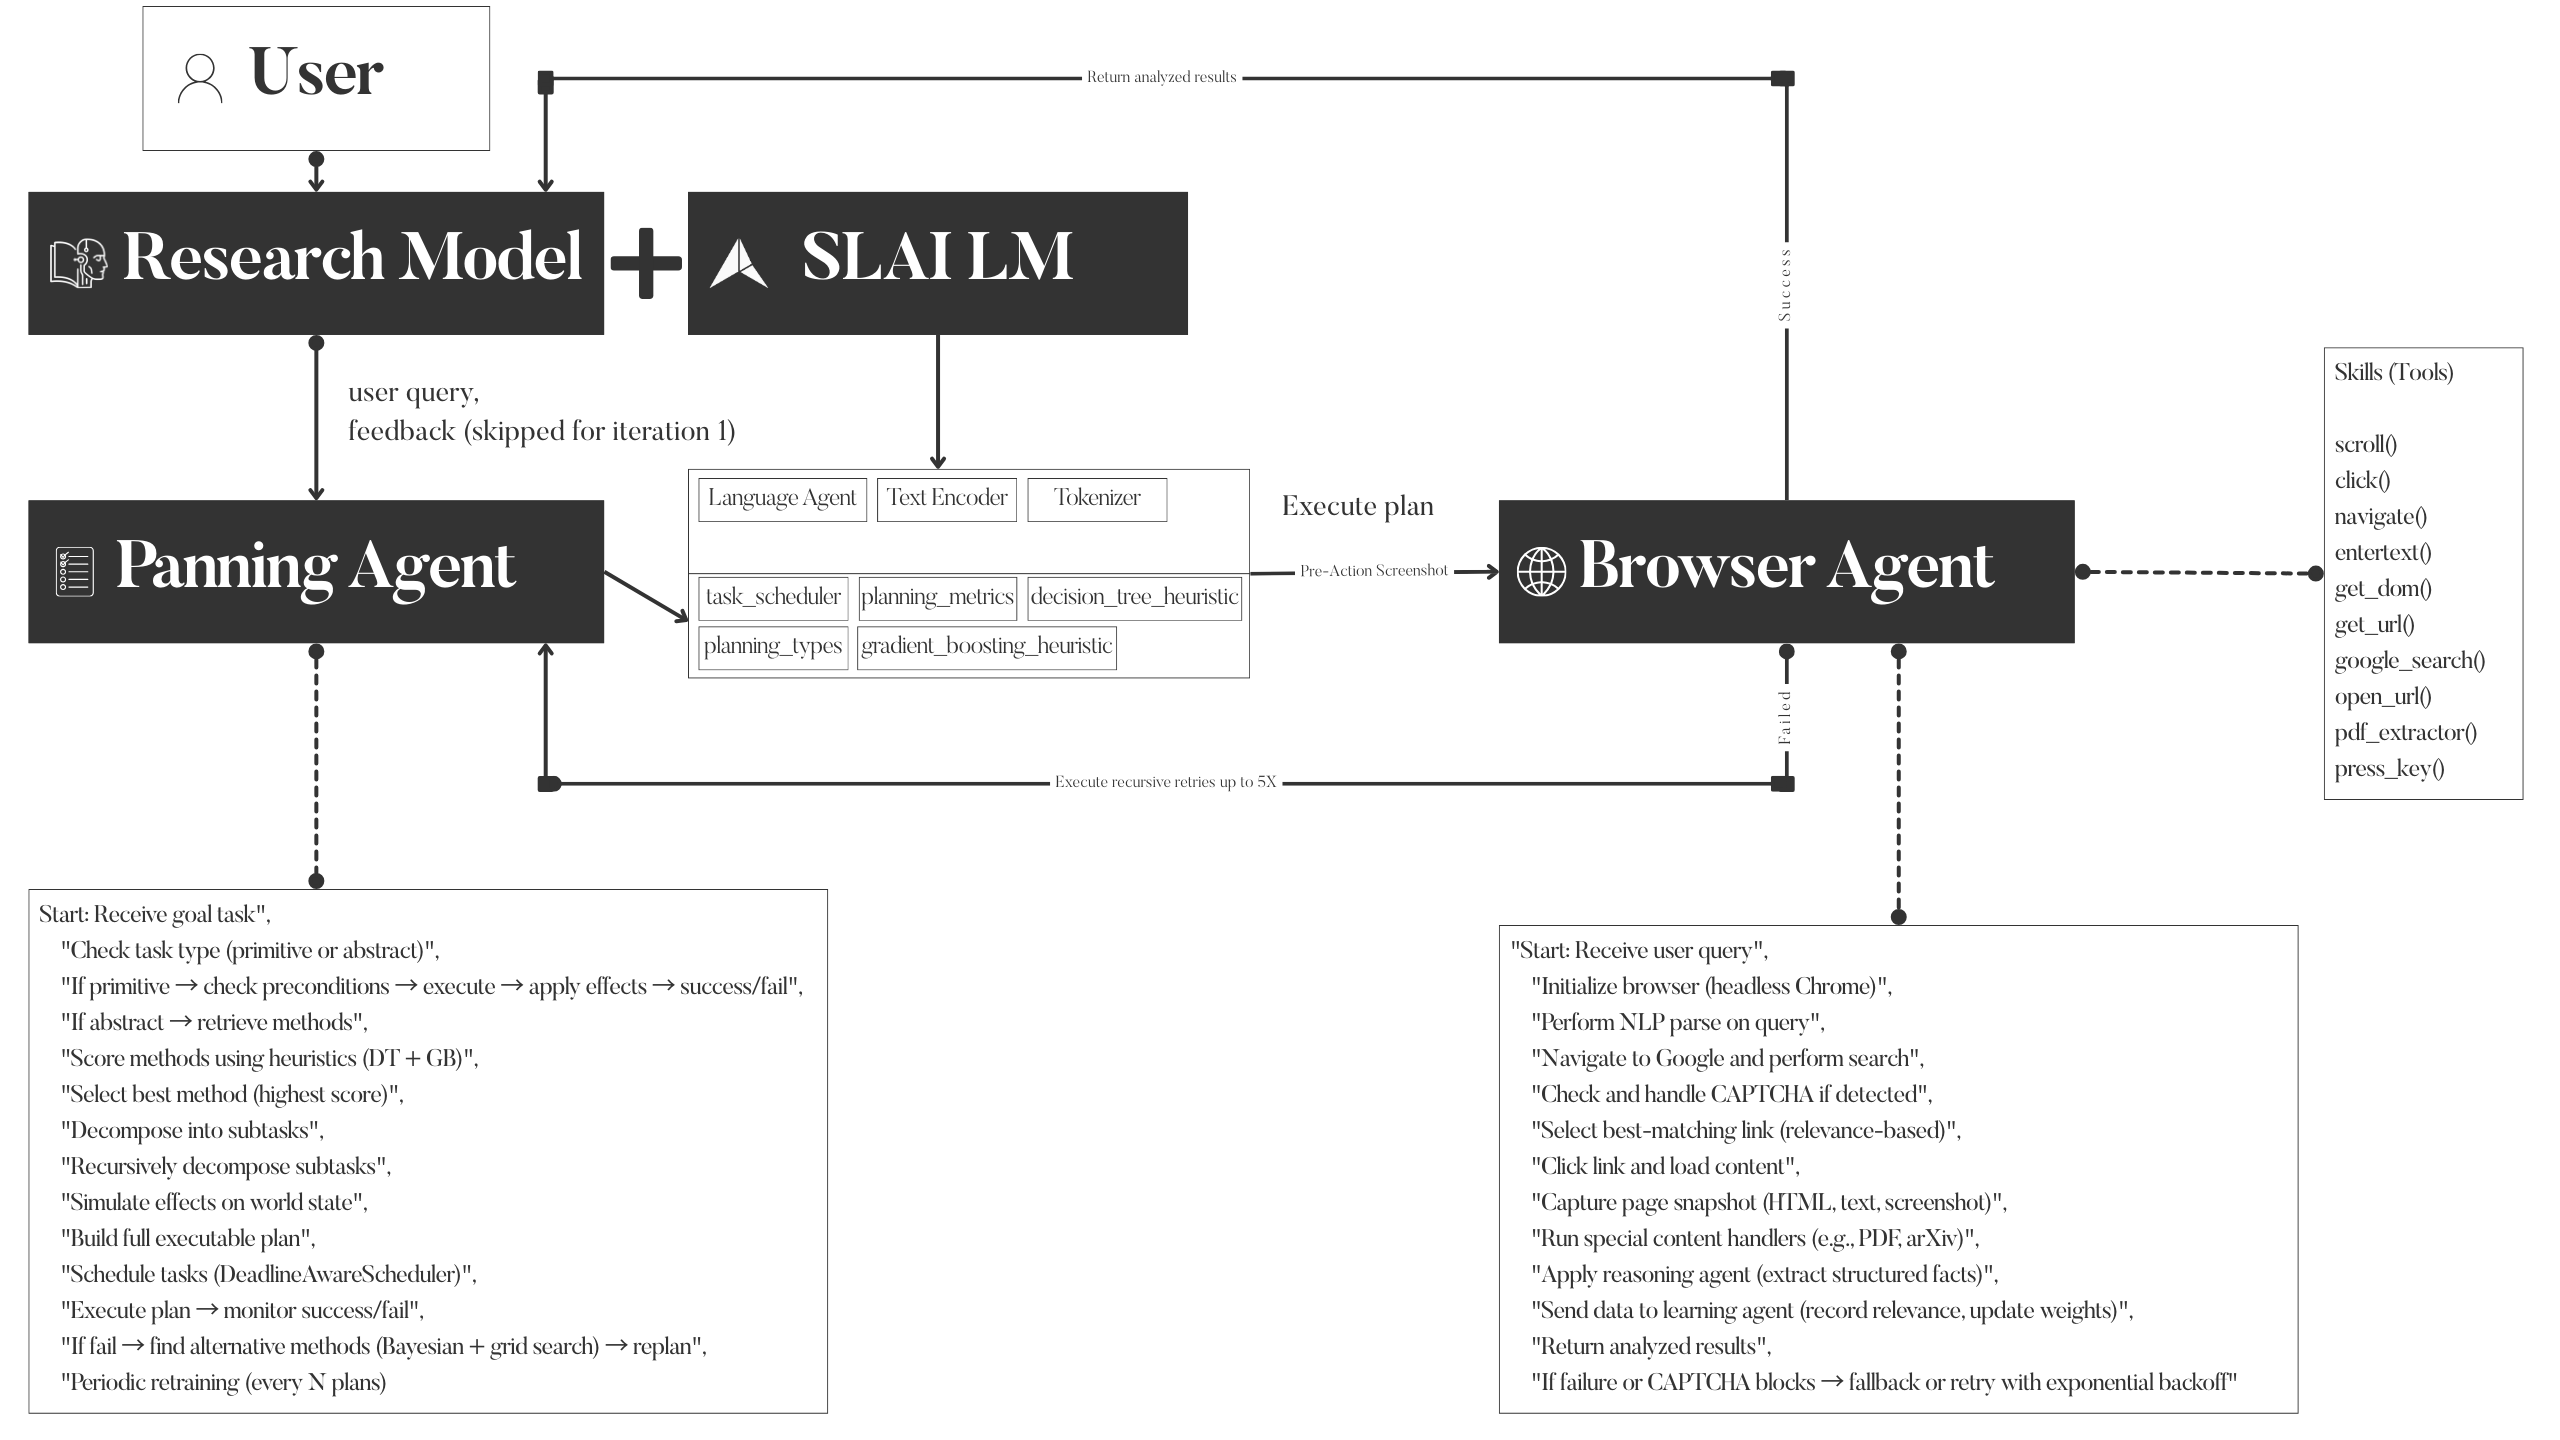 User
Return analyzed results
Research Model
SLAI LM
Success
user query,
feedback (skipped for iteration 1)
Skills (Tools)
scroll()
click()
navigate()
entertext()
get_dom()
get_url()
google_search()
open_url()
pdf_extractor()
press_key()
Language Agent
Text Encoder
Tokenizer
Execute plan
Panning Agent
task_scheduler
planning_metrics
decision_tree_heuristic
planning_types
gradient_boosting_heuristic
Pre-Action Screenshot
Browser Agent
Failed
Execute recursive retries up to 5X
Start: Receive goal task",
"Check task type (primitive or abstract)",
"If primitive → check preconditions → execute → apply effects → success/fail",
"If abstract → retrieve methods",
"Score methods using heuristics (DT + GB)",
"Select best method (highest score)",
"Decompose into subtasks",
"Recursively decompose subtasks",
"Simulate effects on world state",
"Build full executable plan",
"Schedule tasks (DeadlineAwareScheduler)",
"Execute plan → monitor success/fail",
"If fail → find alternative methods (Bayesian + grid search) → replan",
"Periodic retraining (every N plans)
"Start: Receive user query",
"Initialize browser (headless Chrome)",
"Perform NLP parse on query",
"Navigate to Google and perform search",
"Check and handle CAPTCHA if detected",
"Select best-matching link (relevance-based)",
"Click link and load content",
"Capture page snapshot (HTML, text, screenshot)",
"Run special content handlers (e.g., PDF, arXiv)",
"Apply reasoning agent (extract structured facts)",
"Send data to learning agent (record relevance, update weights)",
"Return analyzed results",
"If failure or CAPTCHA blocks → fallback or retry with exponential backoff"